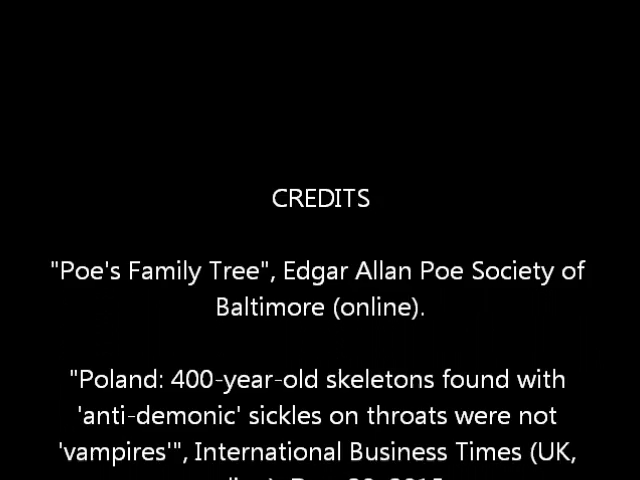 CREDITS
"Poe's Family Tree", Edgar Allan Poe Society of
Baltimore (online).
"Poland: 400-year-old skeletons found with
'anti-demonic' sickles on throats were not
'vampires'", International Business Times (UK,